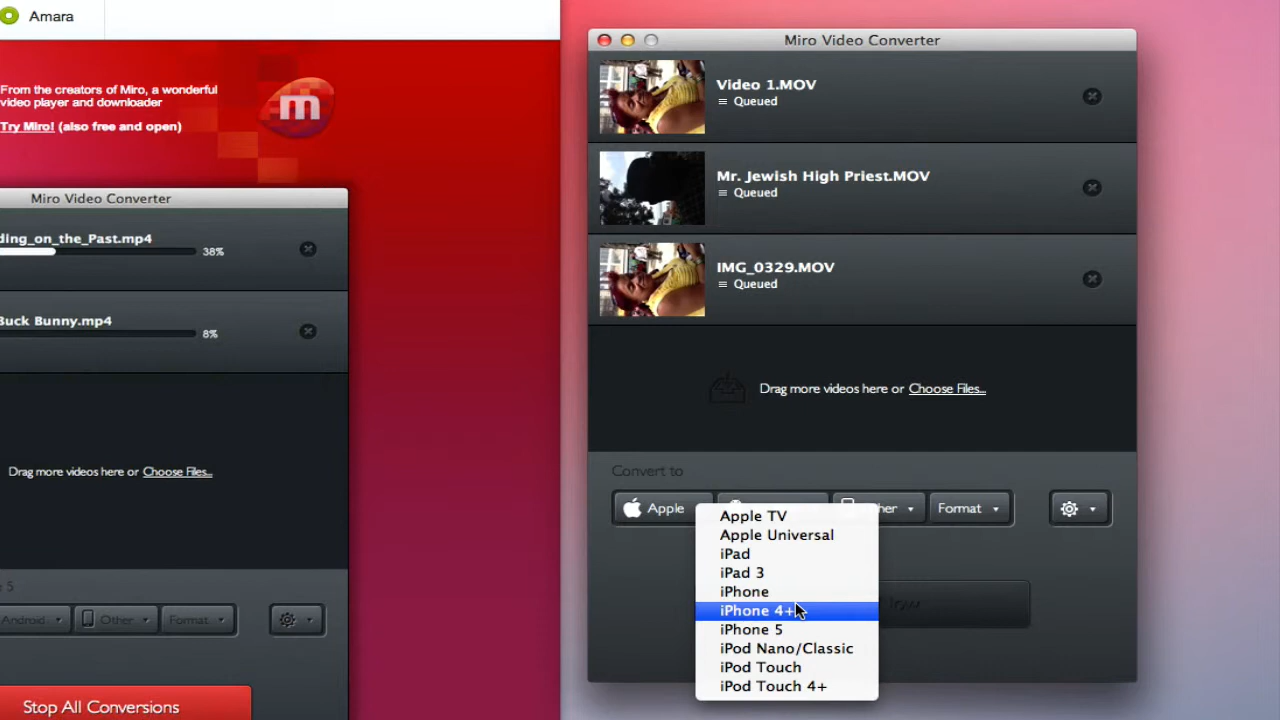 Amara
From the creators of Miro, a wonderful
video player and downloader
Try Miro! (also free and open)
m
Miro Video Converter
ding_on_the_Past.mp4
38%
Buck Bunny.mp4
8%
Drag more videos here or Choose Files...
5
Android
Other
Format
Stop All Conversions
Miro Video Converter
Video 1.MOV
Queued
Mr. Jewish High Priest.MOV
Queued
IMG_0329.MOV
Queued
Drag more videos here or Choose Files...
Convert to
Apple
ther
Format
Apple TV
Apple Universal
iPad
iPad 3
iPhone
iPhone 4+
iPhone 5
iPod Nano/Classic
iPod Touch
iPod Touch 4+